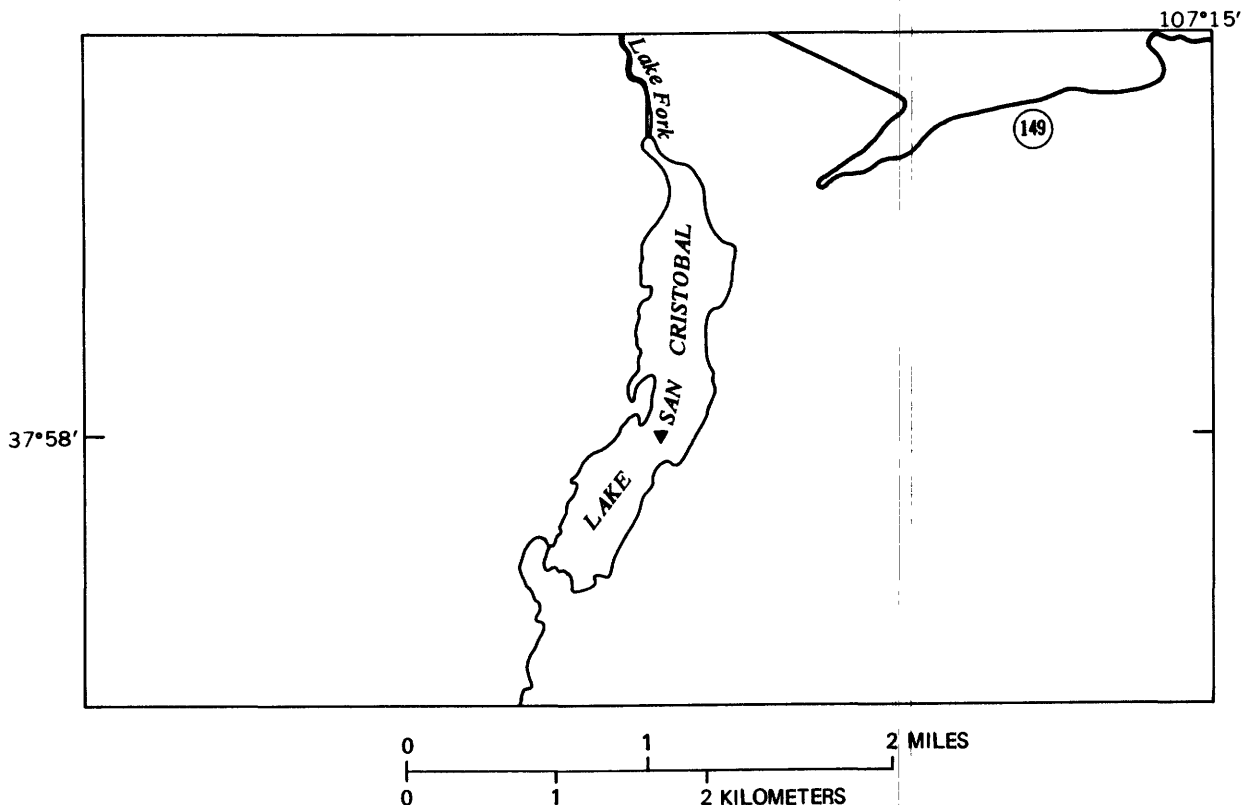 107°15′
Lake Fork
149
SAN CRISTOBAL
37°58′
LAKE
0 1 2 MILES
0 1 2 KILOMETERS